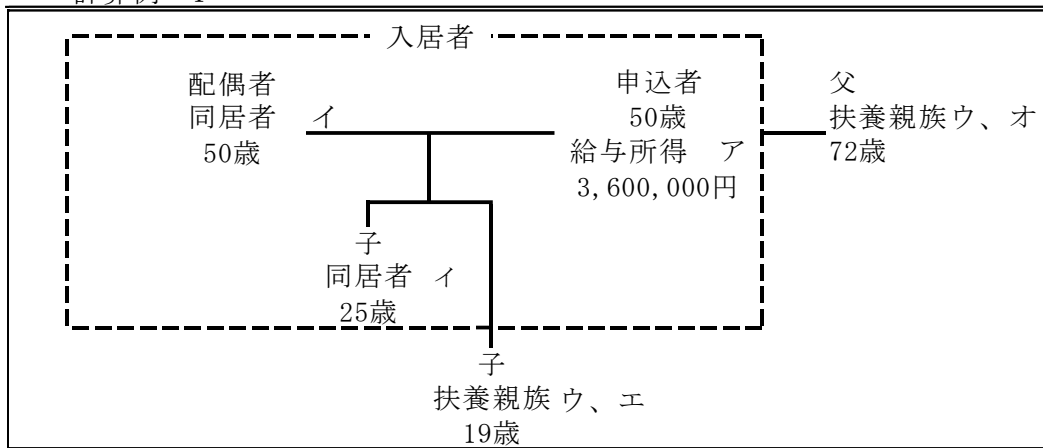 入居者
配偶者
同居者 イ
50歳
申込者
50歳
給与所得 ア
3,600,000円
父
扶養親族ウ、オ
72歳
子
同居者 イ
25歳
子
扶養親族ウ、エ
19歳